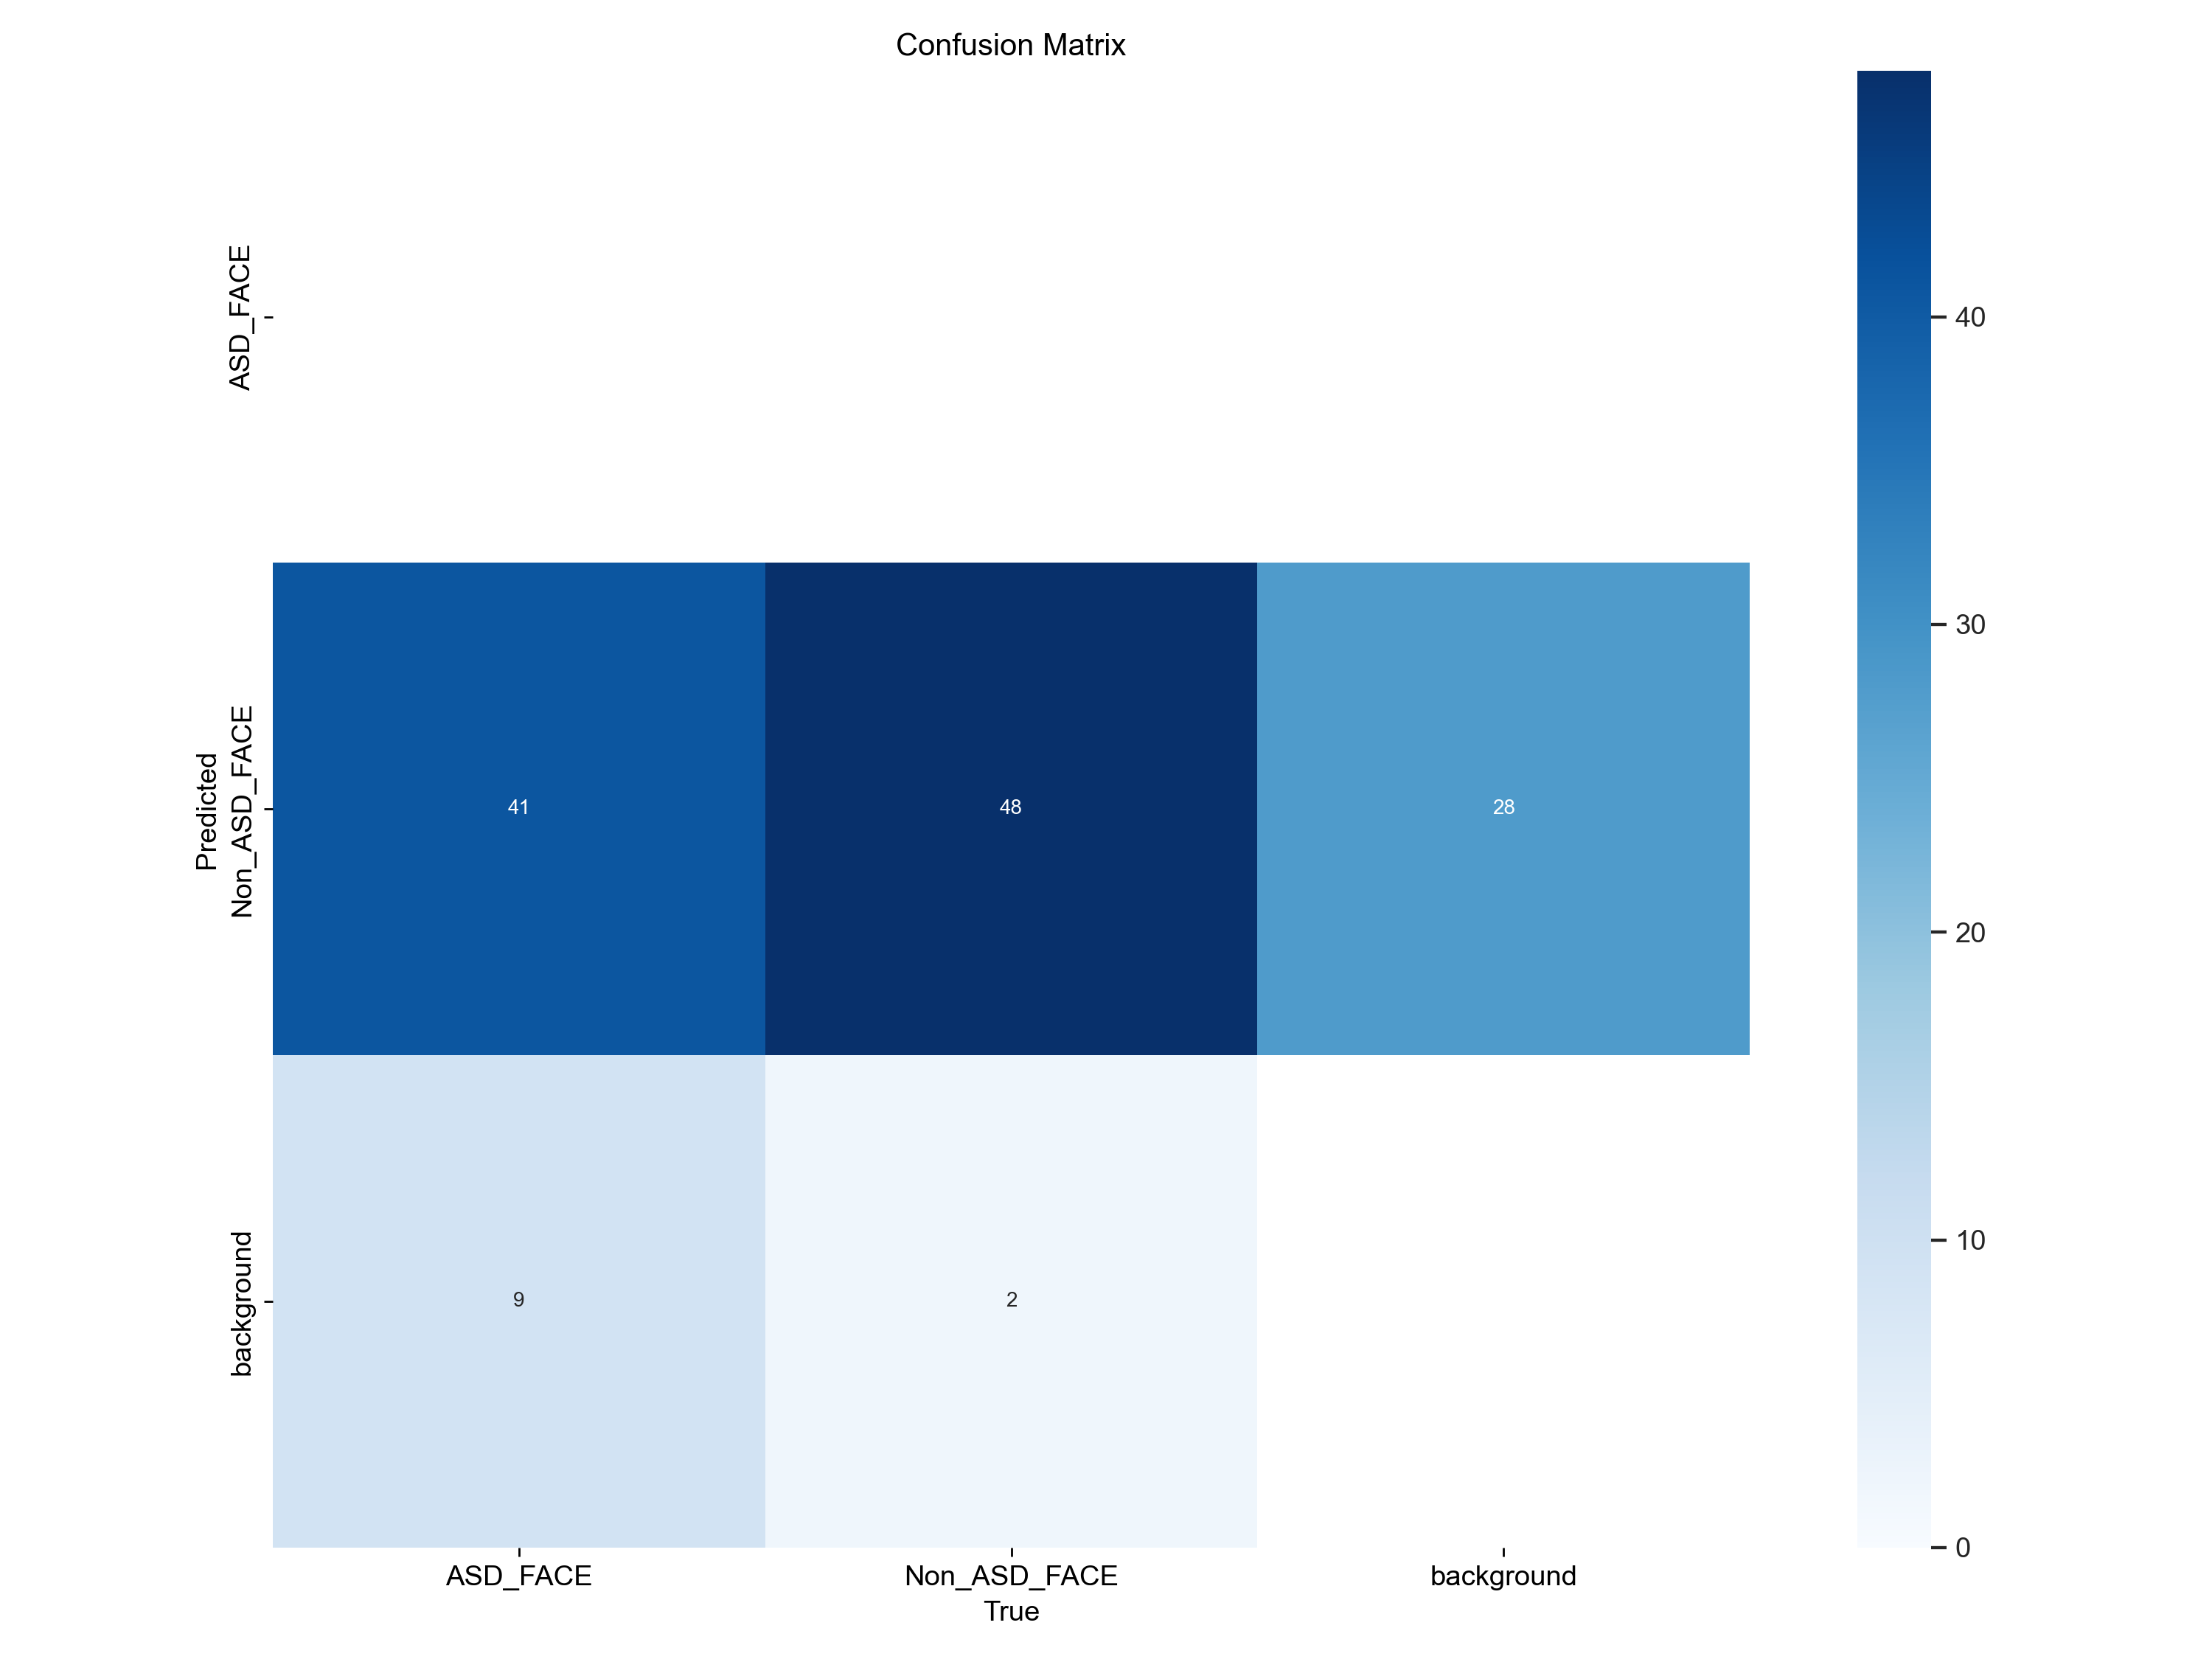 Confusion Matrix
ASD_FACE
Non_ASD_FACE
background
Predicted
41 48 28
9 2
ASD_FACE Non_ASD_FACE background
True
40
30
20
10
0